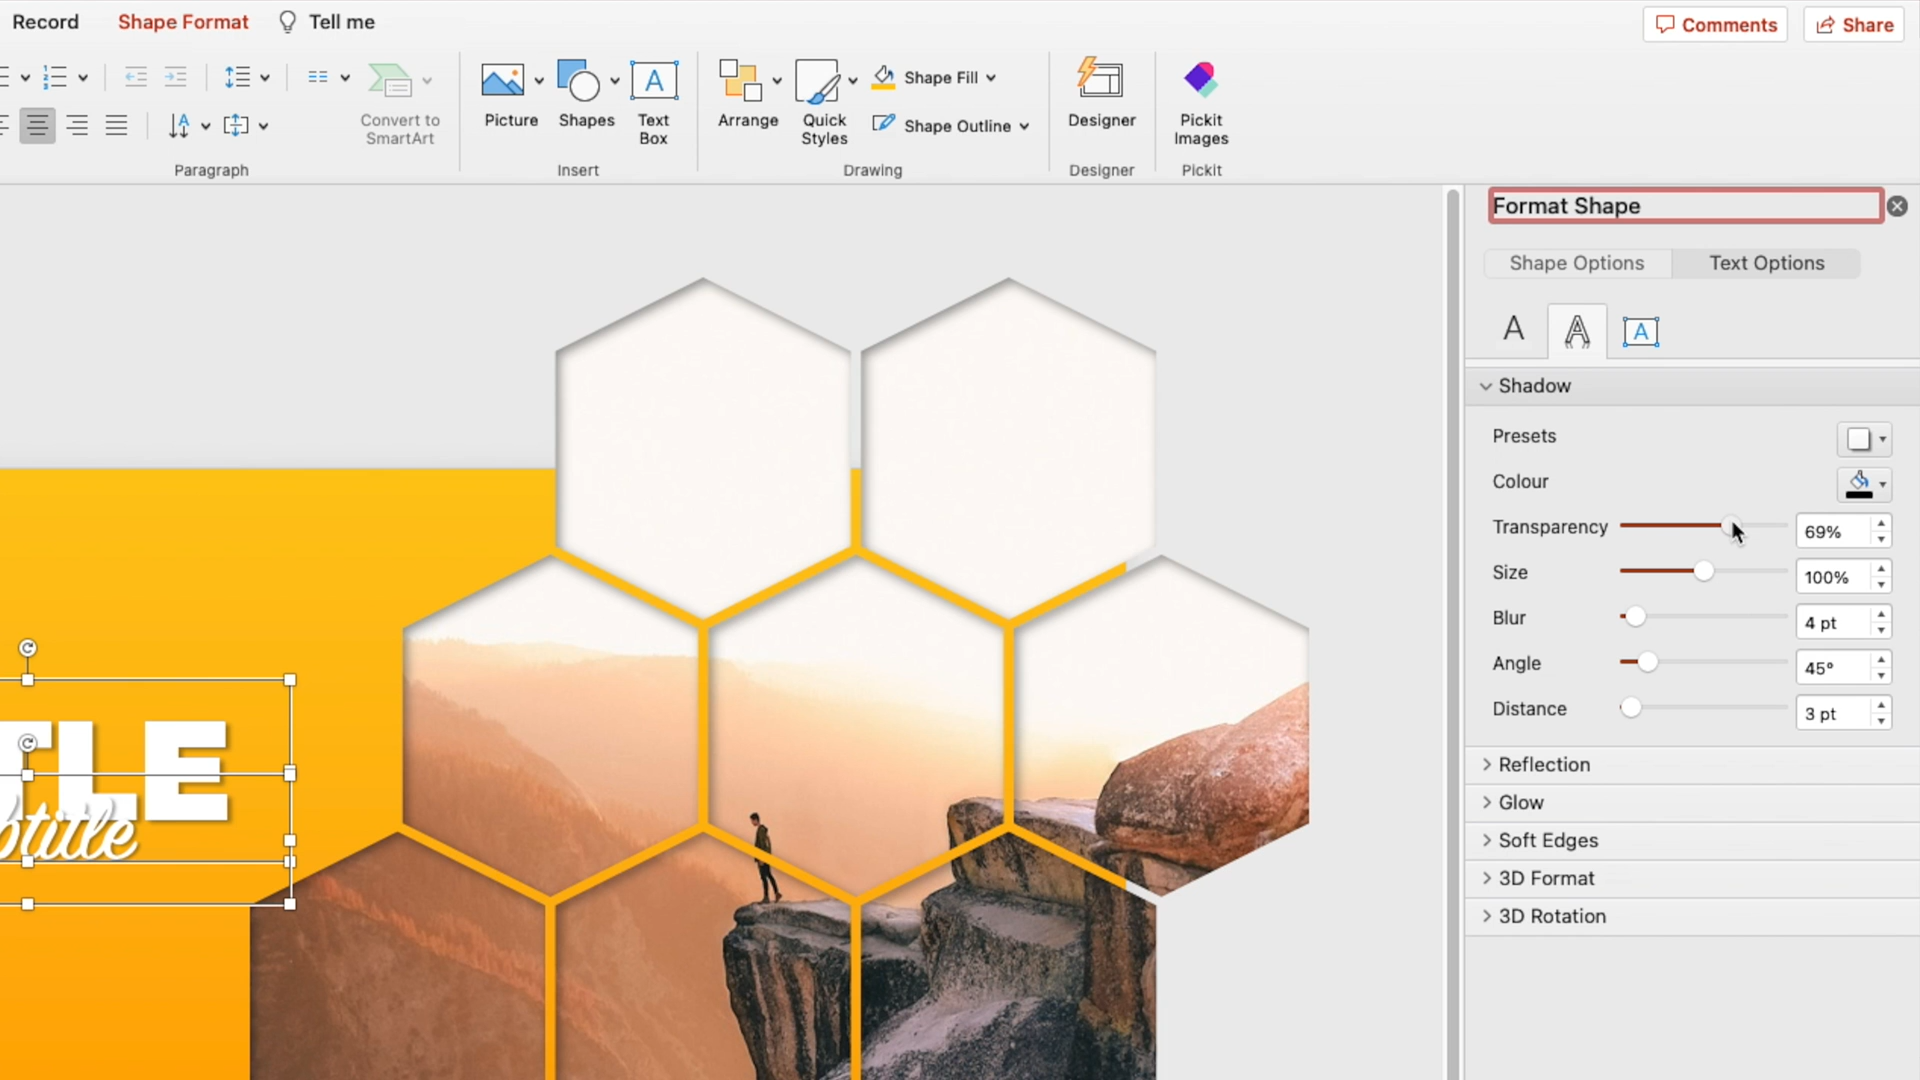 Record Shape Format Tell me
Comments Share
Shape Fill
Picture Shapes Text Box Arrange Quick Styles Shape Outline Designer Pickit Images
Convert to SmartArt
Paragraph Insert Drawing Designer Pickit
Format Shape
Shape Options Text Options
Shadow
Presets
Colour
Transparency 69%
Size 100%
Blur 4 pt
Angle 45°
Distance 3 pt
Reflection
Glow
Soft Edges
3D Format
3D Rotation
TLE
btitle